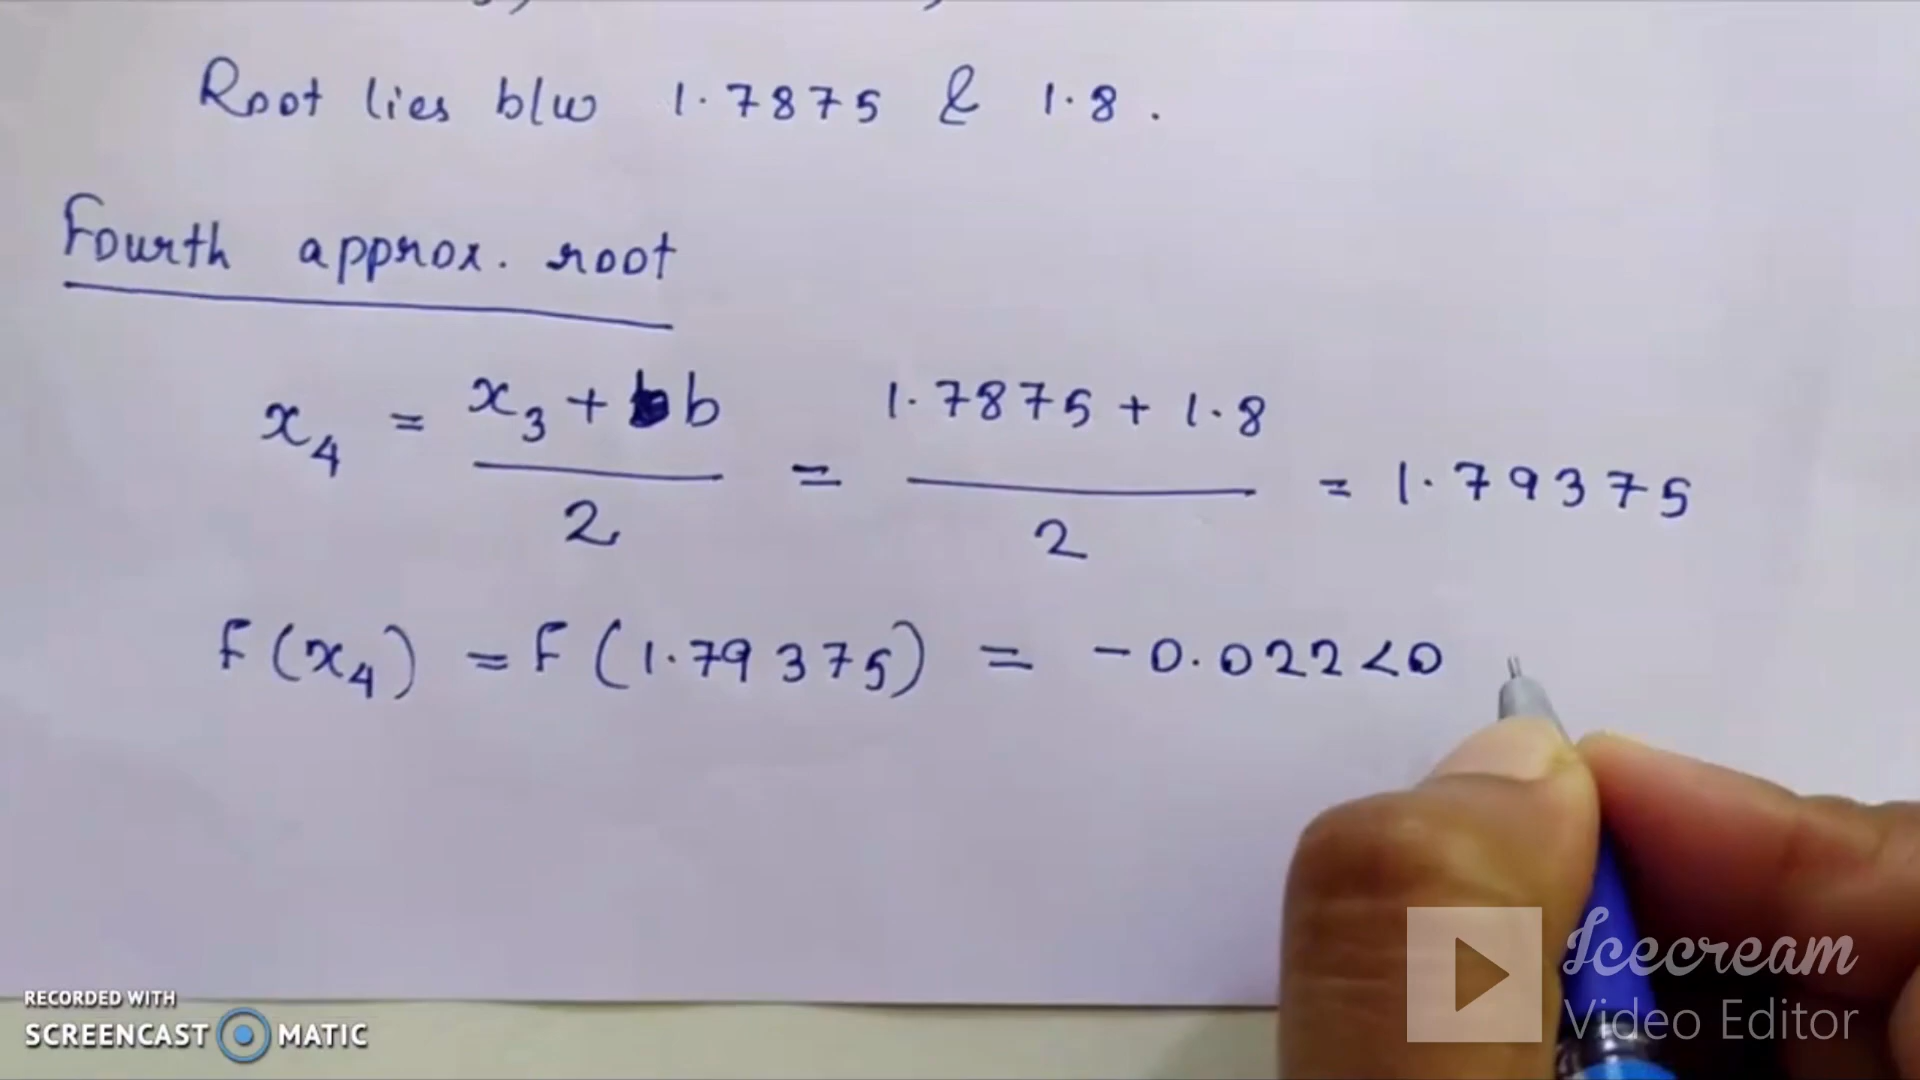 Root lies b/w 1.7875 & 1.8.
Fourth approx. root
x₄ = x₃ + b / 2 = 1.7875 + 1.8 / 2 = 1.79375
F(x₄) = F(1.79375) = -0.022<0
RECORDED WITH
SCREENCAST MATIC
Icecream
Video Editor